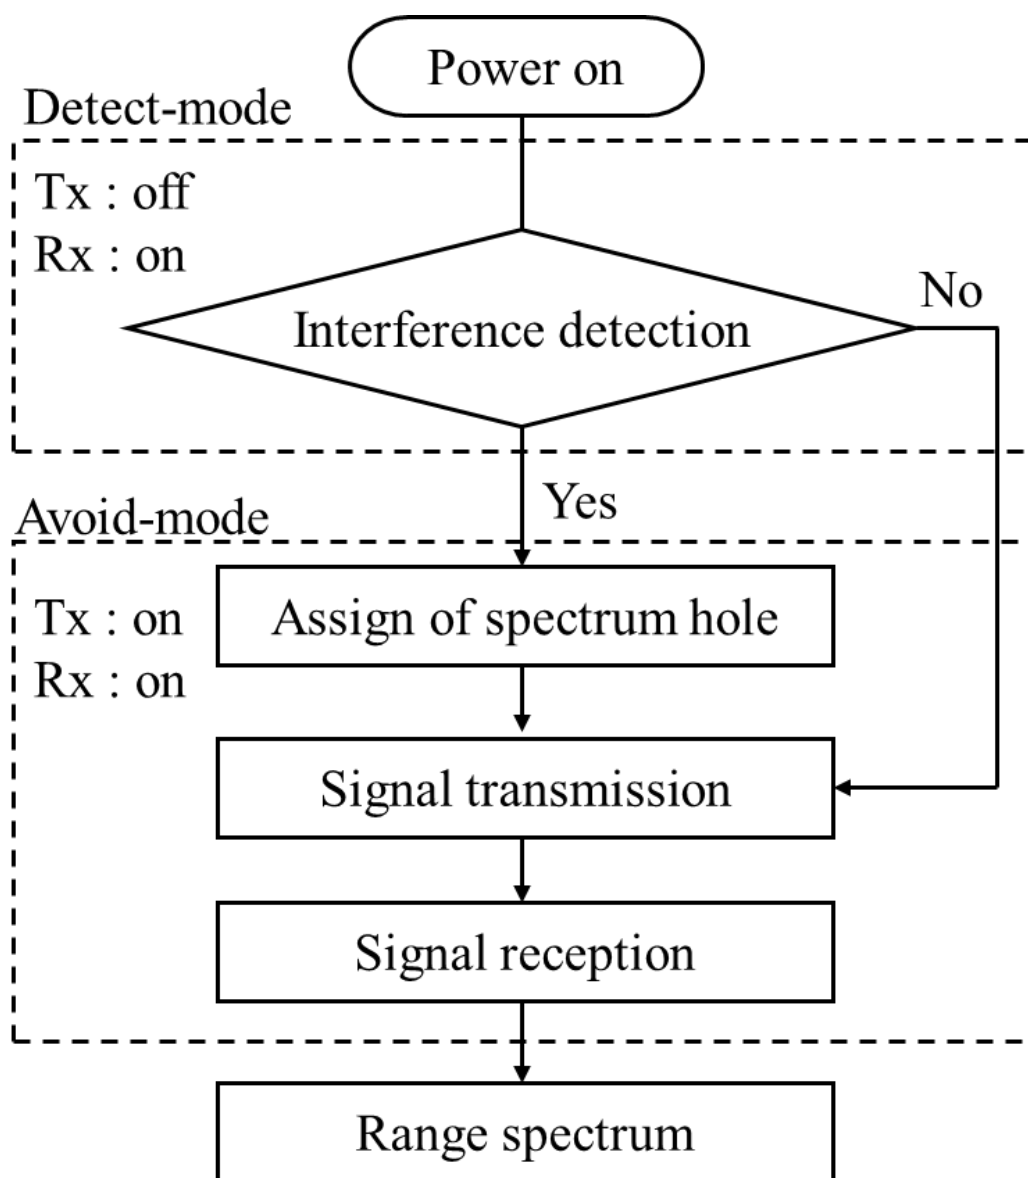 Power on
Detect-mode
Tx : off
Rx : on
Interference detection
No
Yes
Avoid-mode
Tx : on
Rx : on
Assign of spectrum hole
Signal transmission
Signal reception
Range spectrum